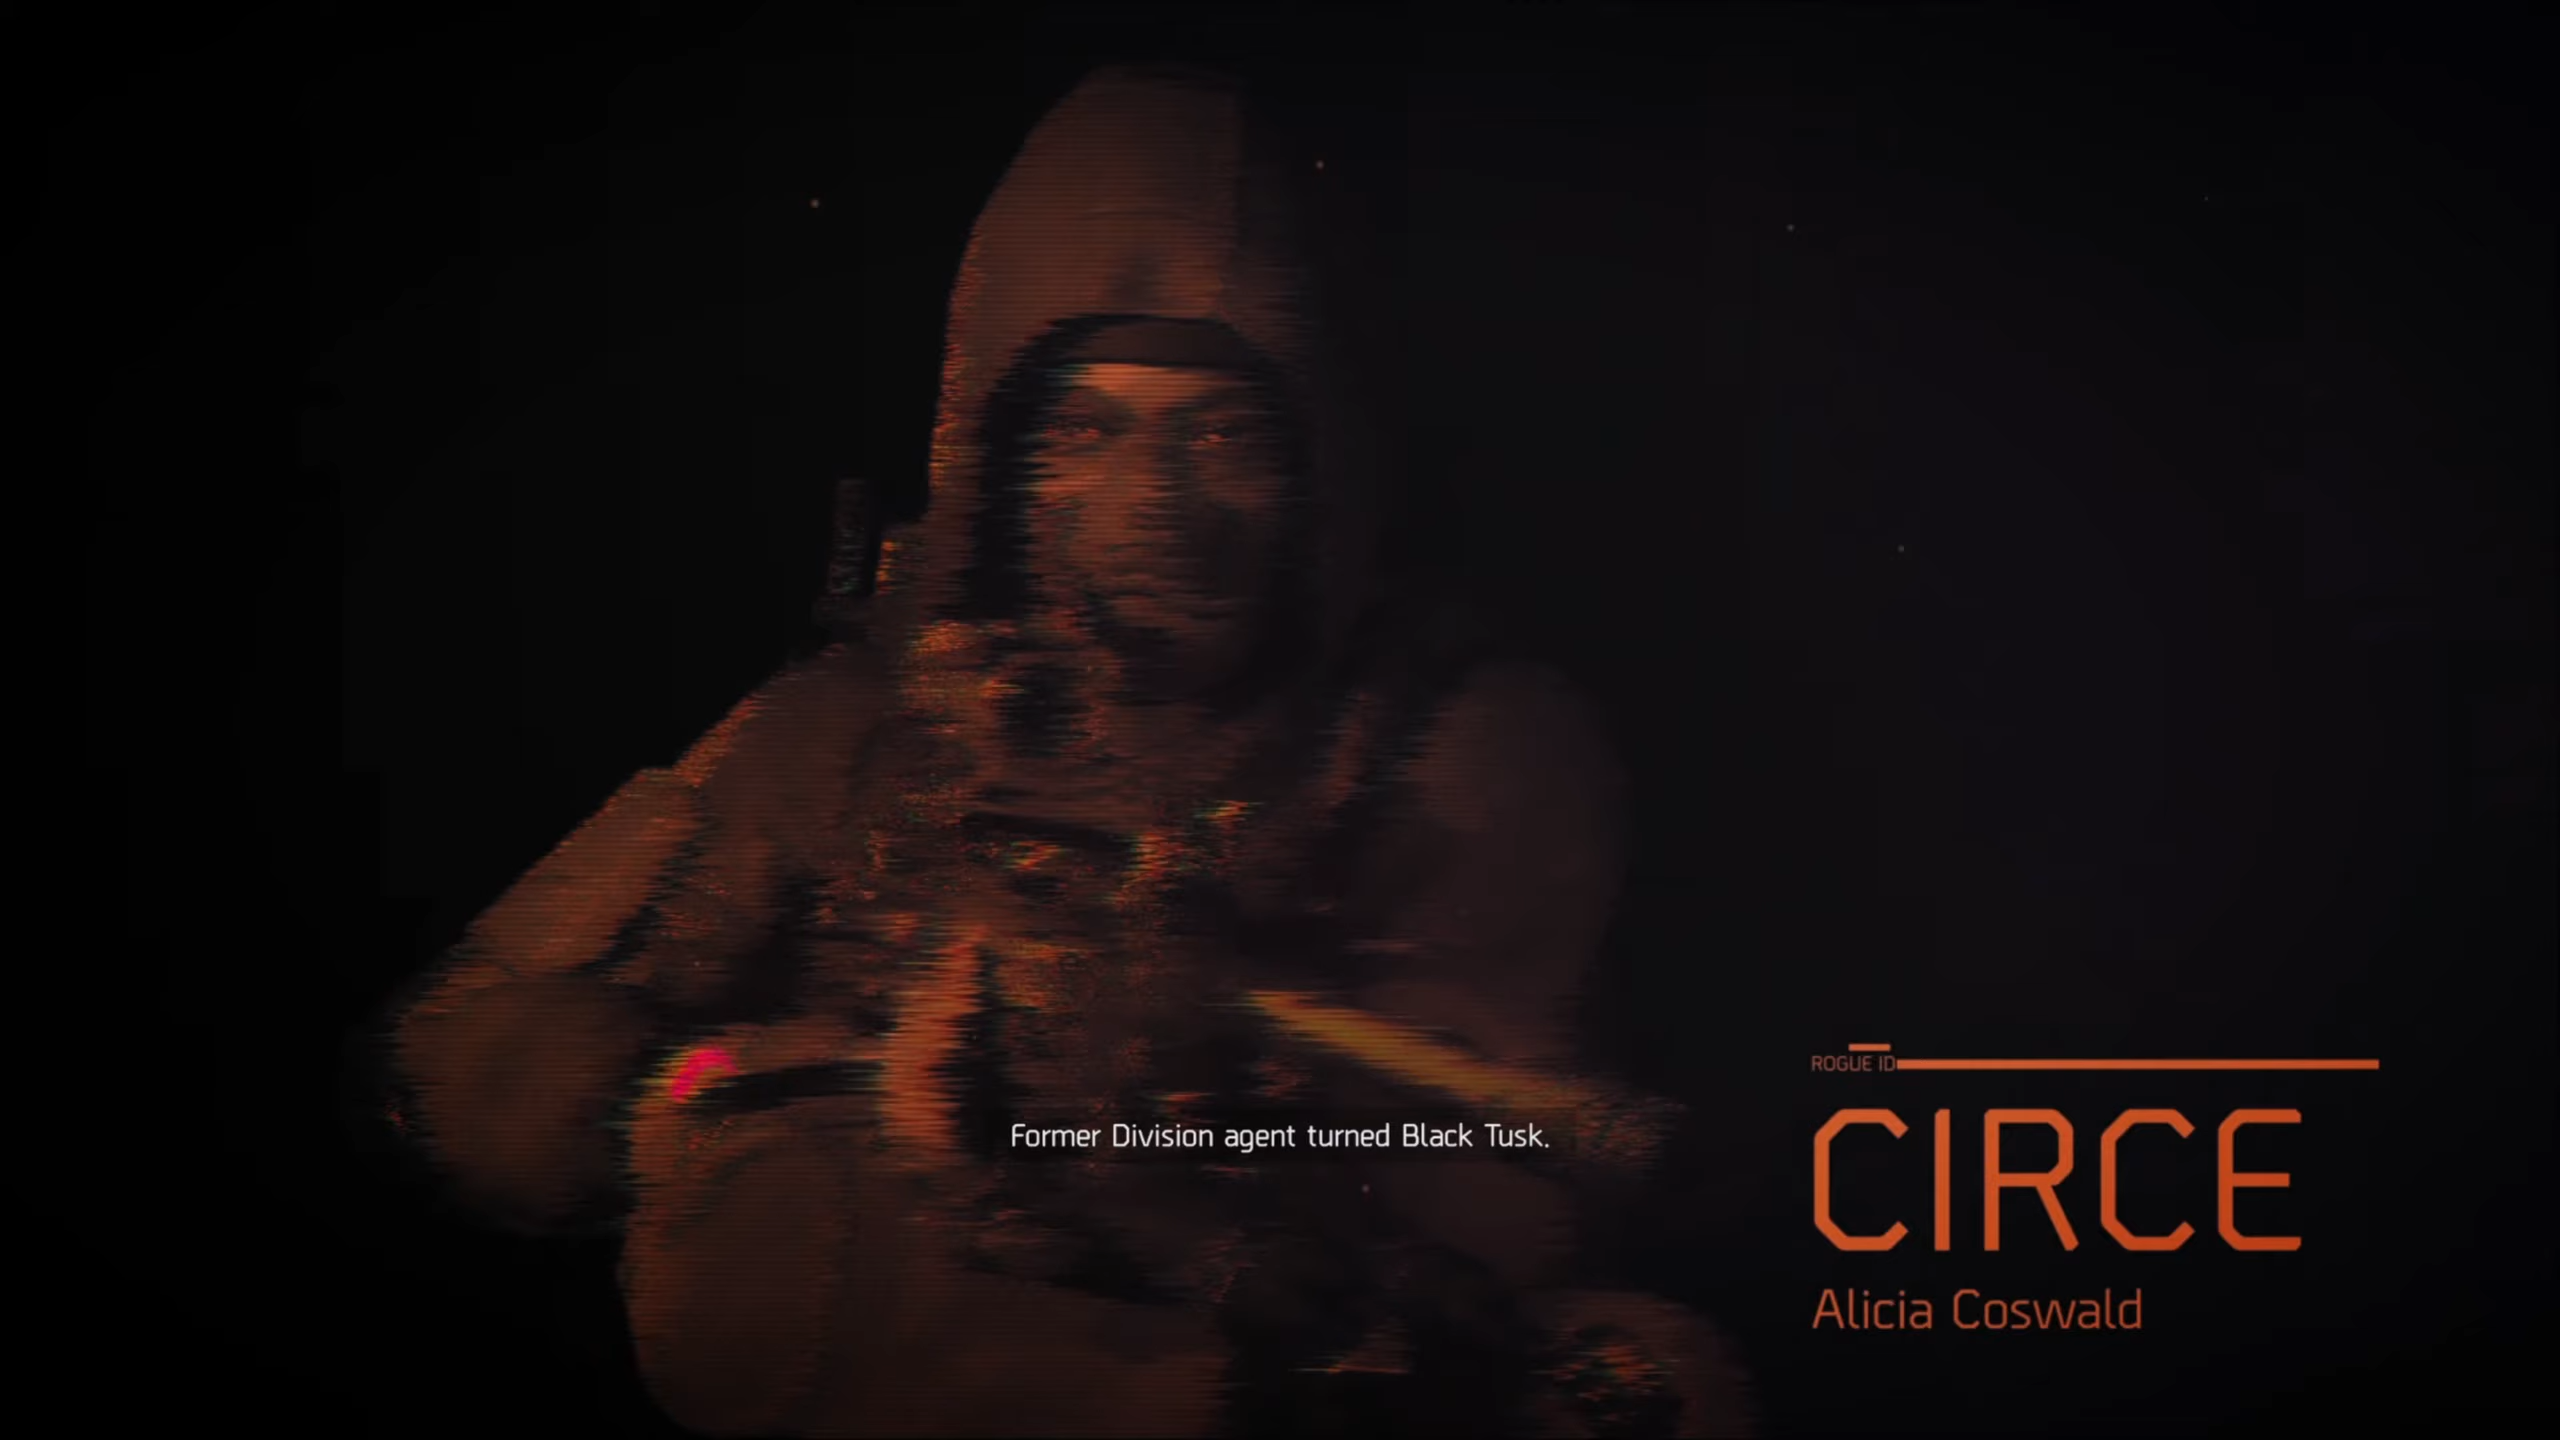 ROGUE ID
CIRCE
Alicia Coswald
Former Division agent turned Black Tusk.